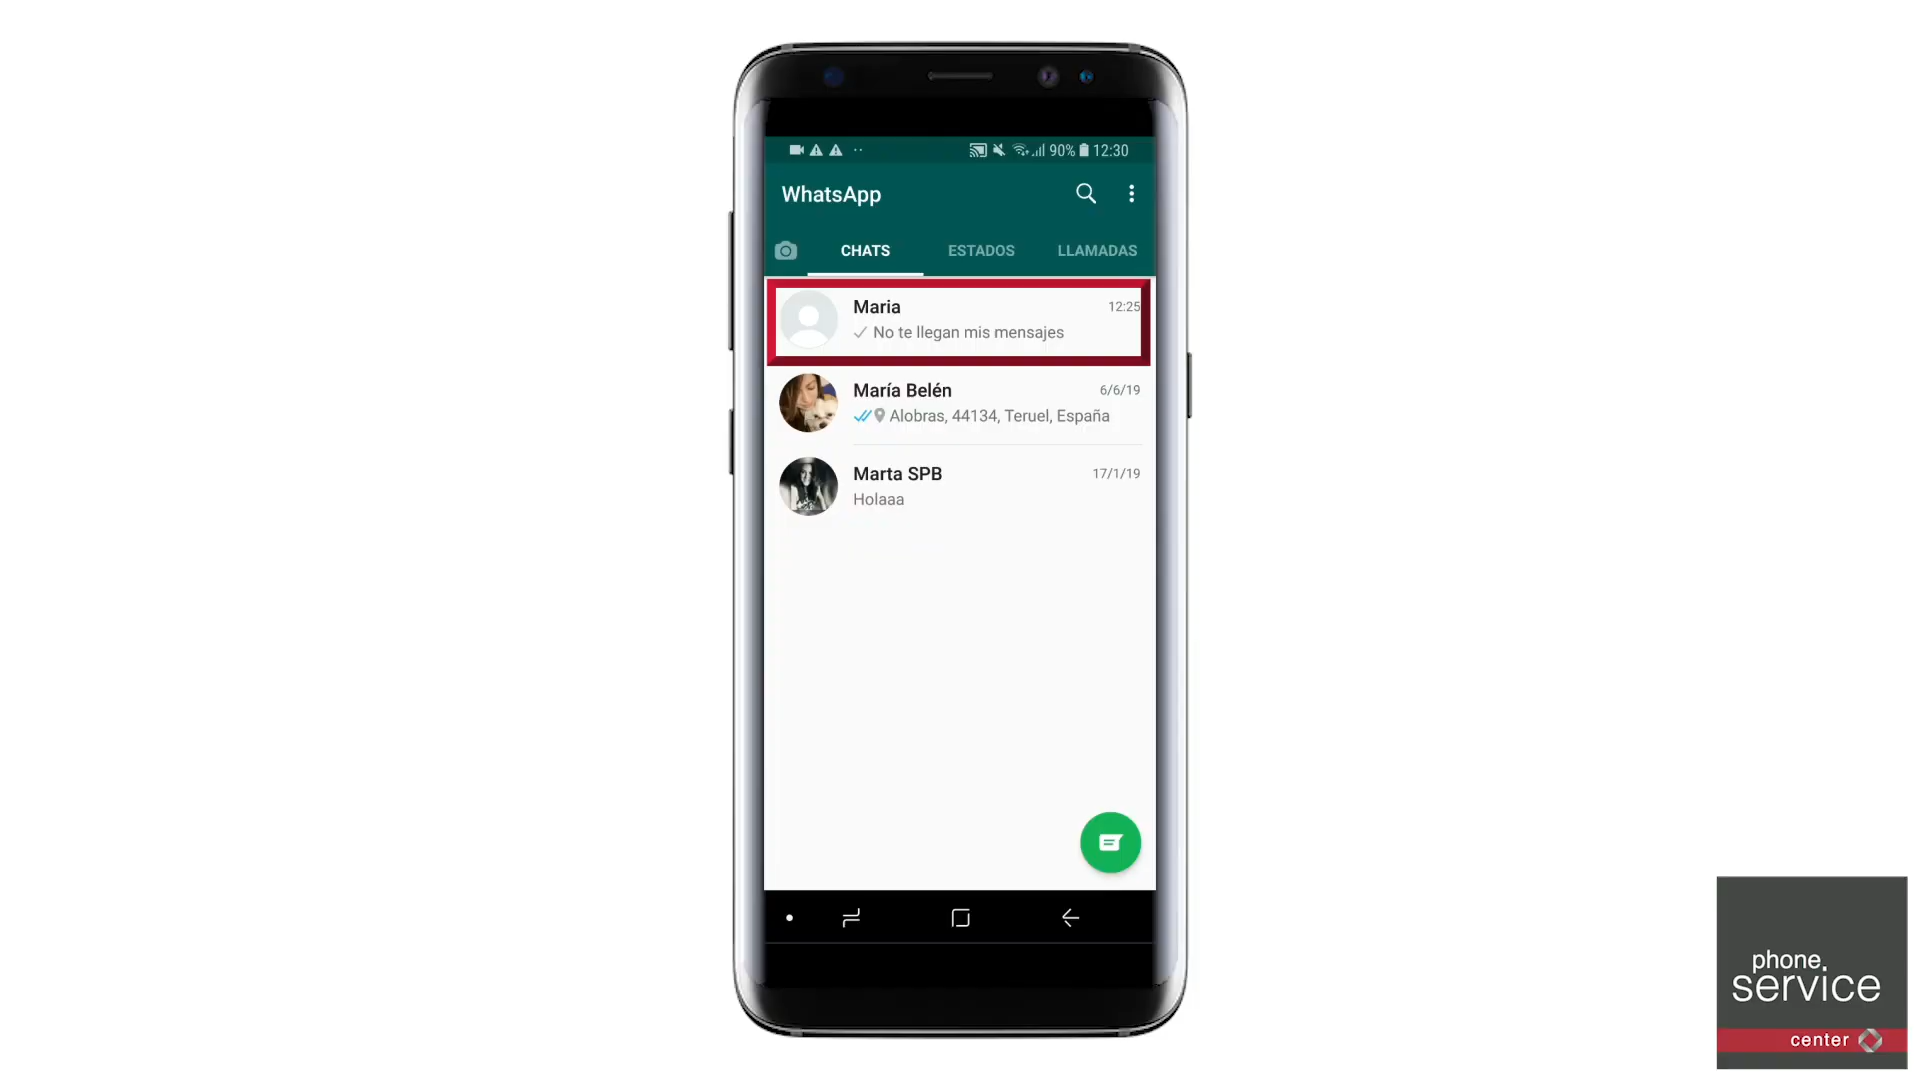 90% 12:30
WhatsApp
CHATS ESTADOS LLAMADAS
Maria 12:25
No te llegan mis mensajes
María Belén 6/6/19
Alobras, 44134, Teruel, España
Marta SPB 17/1/19
Holaaa
phone.
service
center